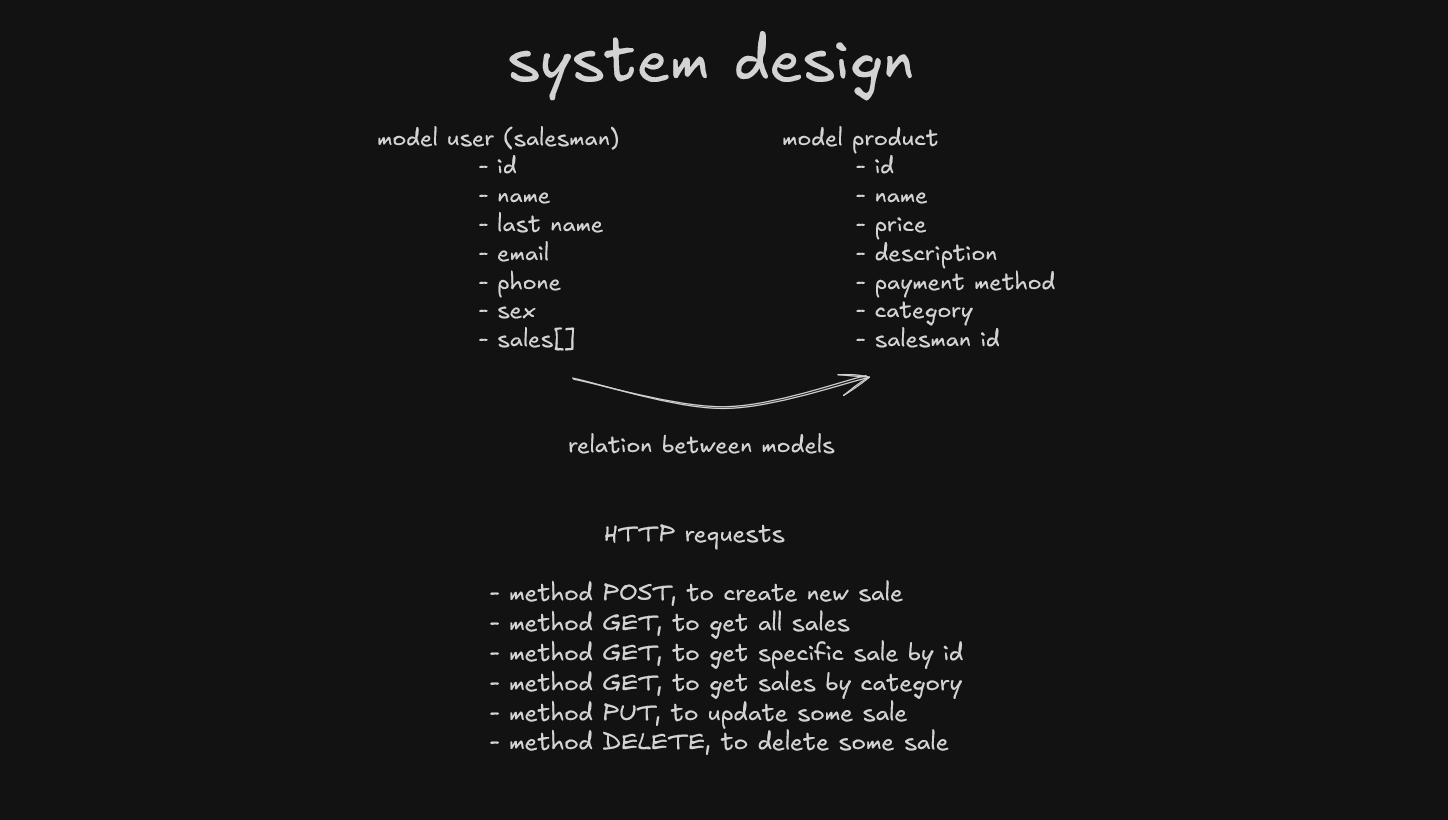 system design
model user (salesman)
- id
- name
- last name
- email
- phone
- sex
- sales[]
model product
- id
- name
- price
- description
- payment method
- category
- salesman id
relation between models
HTTP requests
- method POST, to create new sale
- method GET, to get all sales
- method GET, to get specific sale by id
- method GET, to get sales by category
- method PUT, to update some sale
- method DELETE, to delete some sale